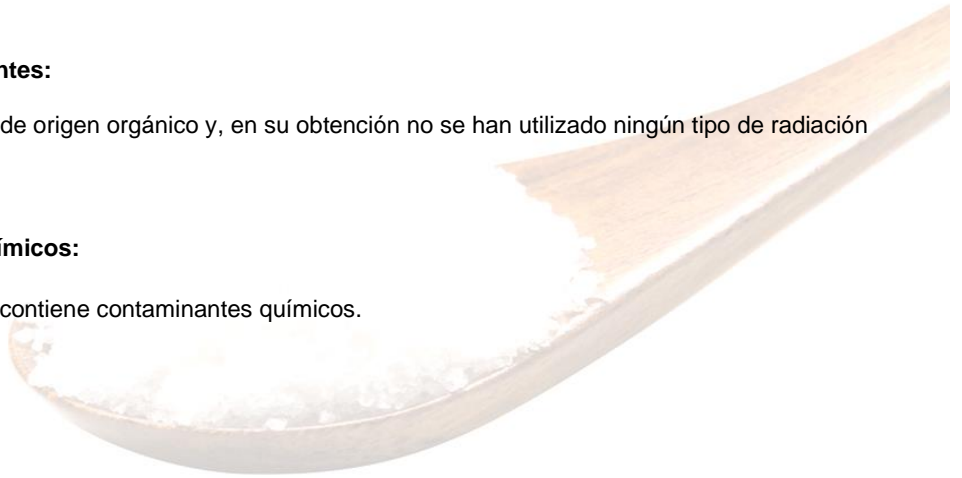 ntes:
de origen orgánico y, en su obtención no se han utilizado ningún tipo de radiación
ímicos:
contiene contaminantes químicos.